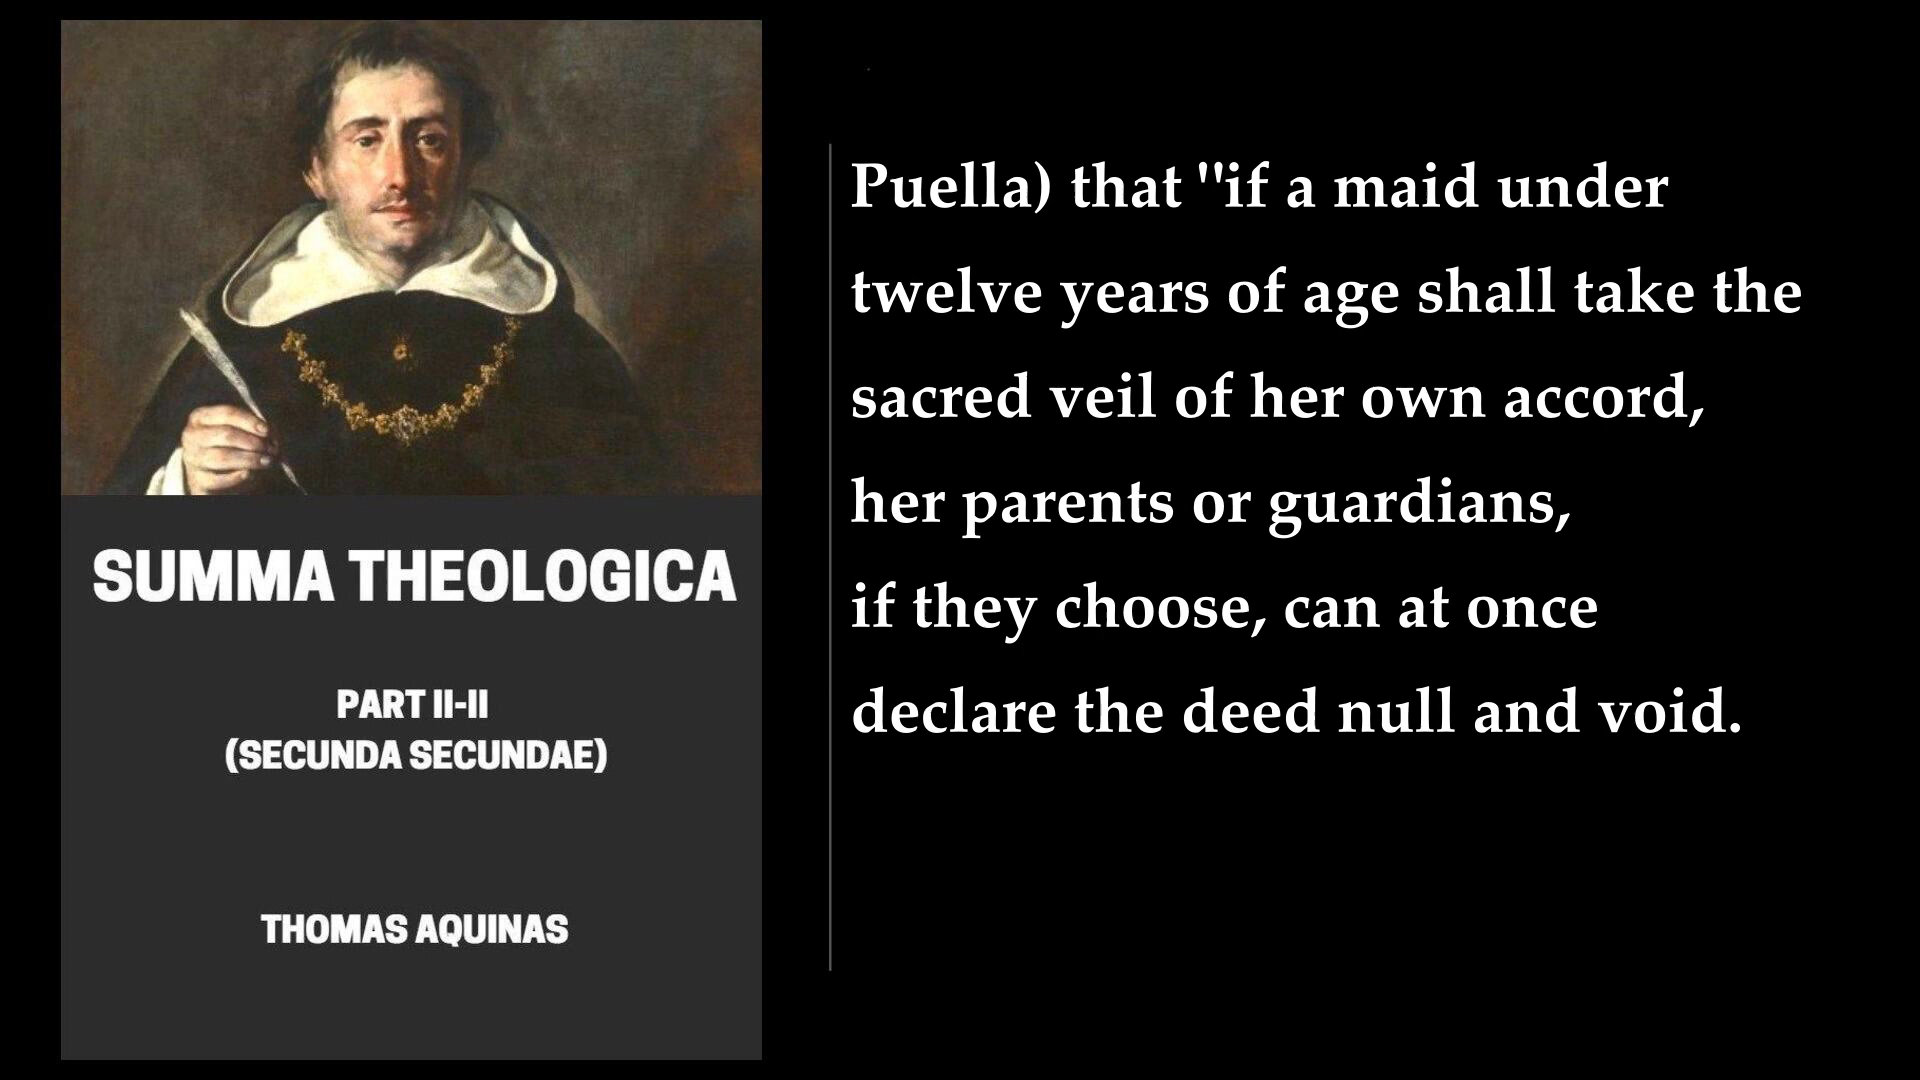 SUMMA THEOLOGICA
PART II-II
(SECUNDA SECUNDAE)
THOMAS AQUINAS
Puella) that "if a maid under
twelve years of age shall take the
sacred veil of her own accord,
her parents or guardians,
if they choose, can at once
declare the deed null and void.